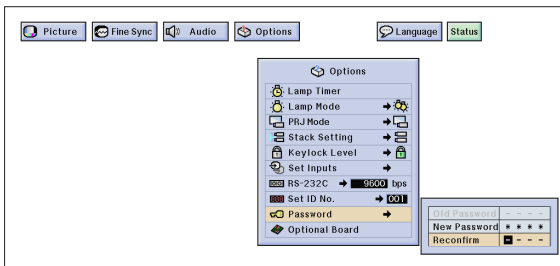 Picture Fine Sync Audio Options Language Status
Options
Lamp Timer
Lamp Mode
PRJ Mode
Stack Setting
Keylock Level
Set Inputs
RS-232C 9600 bps
Set ID No. 001
Password
Optional Board
Old Password - - - -
New Password * * * *
Reconfirm - - - -